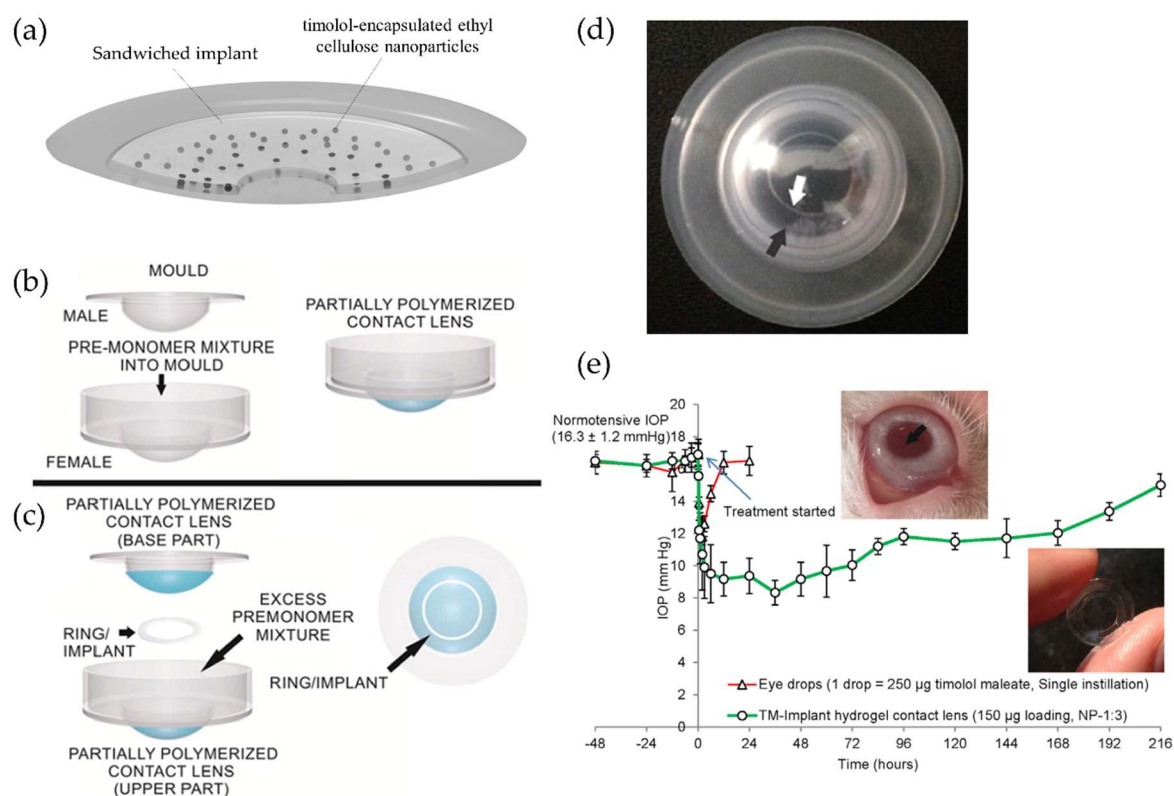 (a)
timolol-encapsulated ethyl
cellulose nanoparticles
Sandwiched implant
(b)
MOULD
MALE
PRE-MONOMER MIXTURE
INTO MOULD
FEMALE
PARTIALLY POLYMERIZED
CONTACT LENS
(c)
PARTIALLY POLYMERIZED
CONTACT LENS
(BASE PART)
EXCESS
PREMONOMER
MIXTURE
RING/
IMPLANT
RING/IMPLANT
PARTIALLY POLYMERIZED
CONTACT LENS
(UPPER PART)
(d)
(e)
Normotensive IOP
(16.3 ± 1.2 mmHg)
20
18
16
14
12
10
8
6
4
2
0
IOP (mm Hg)
Treatment started
Eye drops (1 drop = 250 µg timolol maleate, Single instillation)
TM-Implant hydrogel contact lens (150 µg loading, NP-1:3)
-48 -24 0 24 48 72 96 120 144 168 192 216
Time (hours)